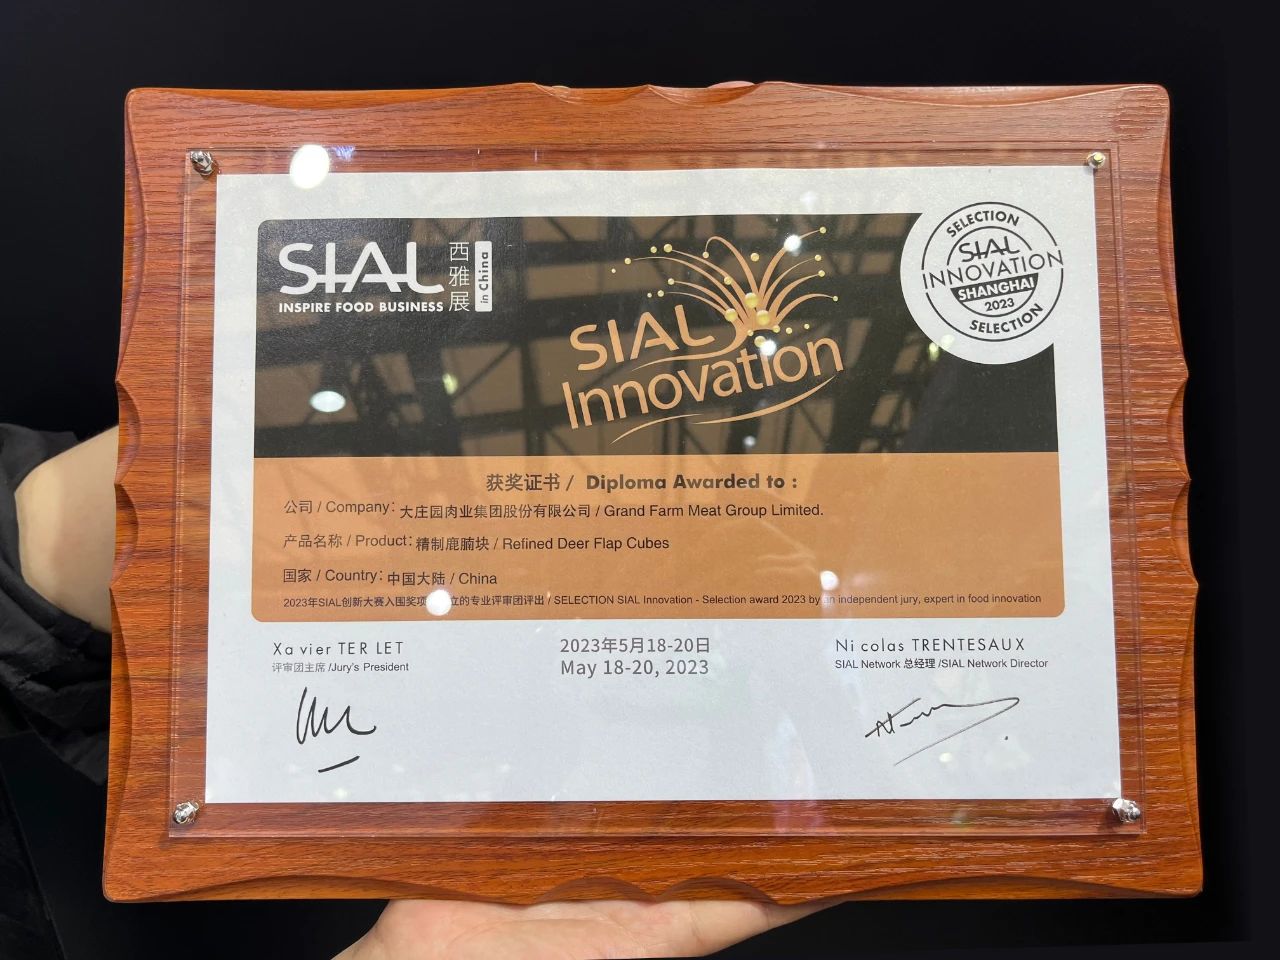 SIAL 西雅展 in China
INSPIRE FOOD BUSINESS
SIAL
Innovation
SELECTION
SIAL
INNOVATION
SHANGHAI
2023
SELECTION
获奖证书 / Diploma Awarded to :
公司 / Company: 大庄园肉业集团股份有限公司 / Grand Farm Meat Group Limited.
产品名称 / Product: 精制鹿腩块 / Refined Deer Flap Cubes
国家 / Country: 中国大陆 / China
2023年SIAL创新大赛入围奖项 立的专业评审团评出 / SELECTION SIAL Innovation - Selection award 2023 by an independent jury, expert in food innovation
Xavier TER LET
评审团主席 /Jury's President
2023年5月18-20日
May 18-20, 2023
Nicolas TRENTESAUX
SIAL Network 总经理 /SIAL Network Director